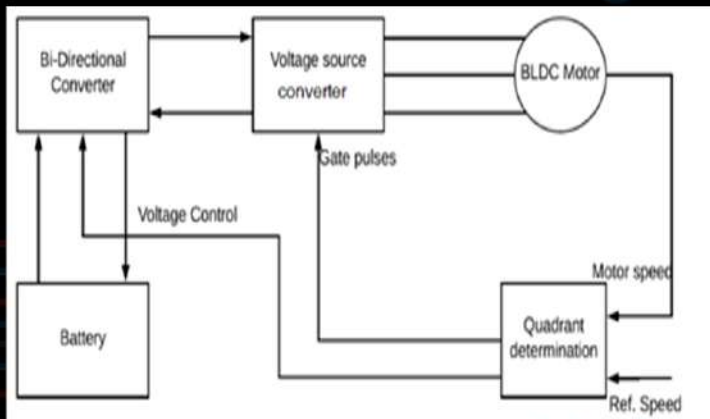 Bi-Directional
Converter
Voltage source
converter
BLDC Motor
Gate pulses
Voltage Control
Motor speed
Battery
Quadrant
determination
Ref. Speed